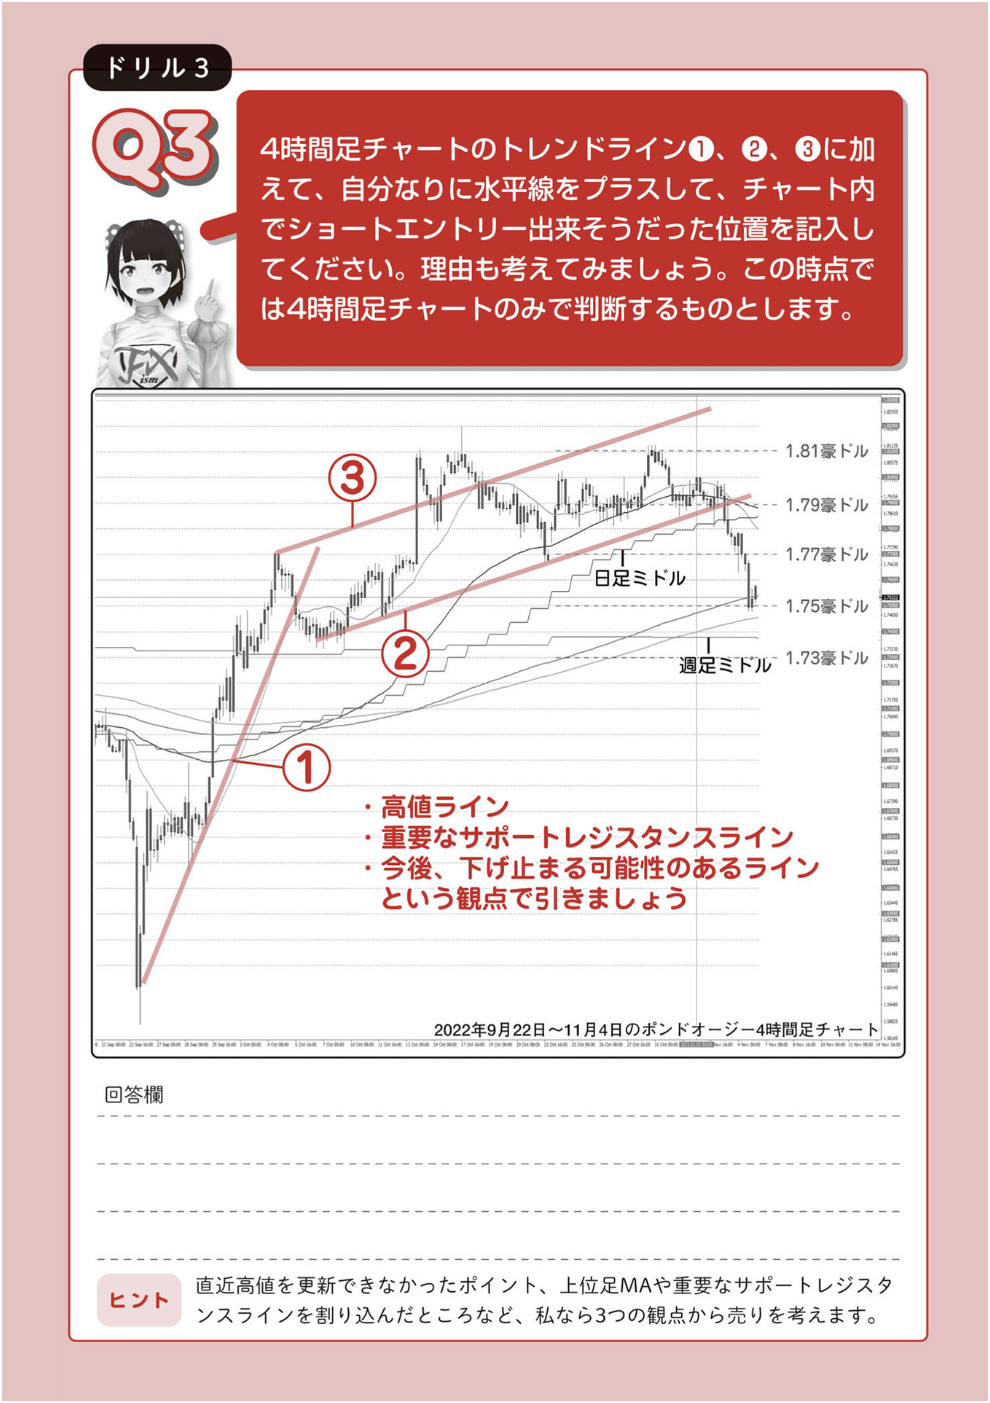 ドリル3
Q3
4時間足チャートのトレンドライン❶、❷、❸に加
えて、自分なりに水平線をプラスして、チャート内
でショートエントリー出来そうだった位置を記入し
てください。理由も考えてみましょう。この時点で
は4時間足チャートのみで判断するものとします。
FX
ism
1.81豪ドル
③
1.79豪ドル
1.77豪ドル
日足ミドル
1.75豪ドル
②
週足ミドル
1.73豪ドル
①
・高値ライン
・重要なサポートレジスタンスライン
・今後、下げ止まる可能性のあるライン
という観点で引きましょう
2022年9月22日〜11月4日のポンドオージー4時間足チャート
回答欄
ヒント
直近高値を更新できなかったポイント、上位足MAや重要なサポートレジスタ
ンスラインを割り込んだところなど、私なら3つの観点から売りを考えます。